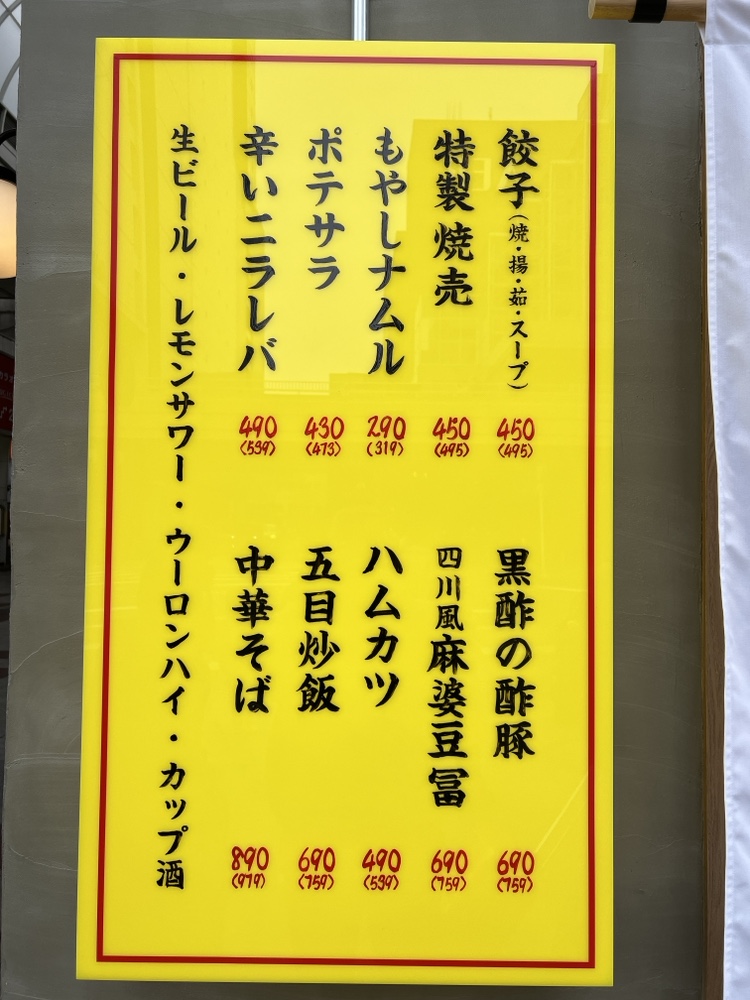 餃子(焼・揚・茹・スープ)
450
(495)
特製焼売
450
(495)
もやしナムル
290
(319)
ポテサラ
430
(473)
辛いニラレバ
490
(539)
黒酢の酢豚
690
(759)
四川風麻婆豆冨
690
(759)
ハムカツ
490
(539)
五目炒飯
690
(759)
中華そば
890
(979)
生ビール・レモンサワー・ウーロンハイ・カップ酒